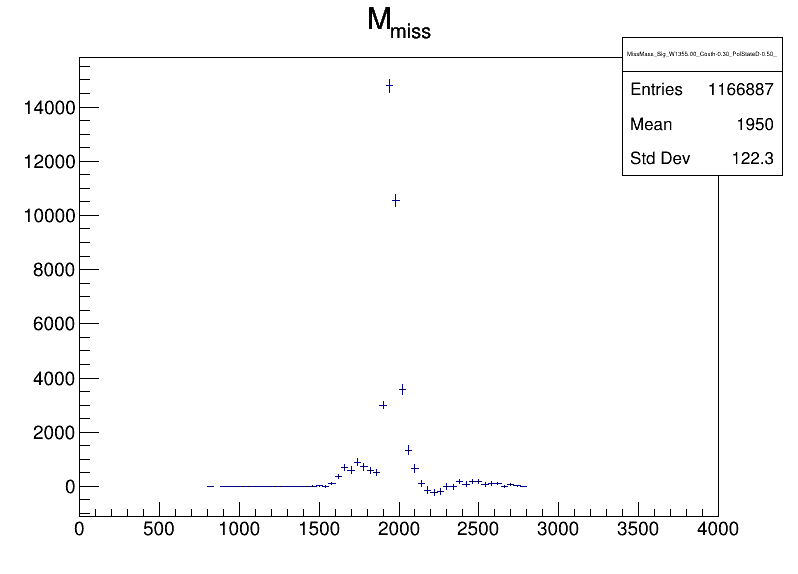 M_miss
MissMass_Sig_W1355.00_Costh-0.30_PolStateD-0.50_
Entries 1166887
Mean 1950
Std Dev 122.3
14000
12000
10000
8000
6000
4000
2000
0
0 500 1000 1500 2000 2500 3000 3500 4000